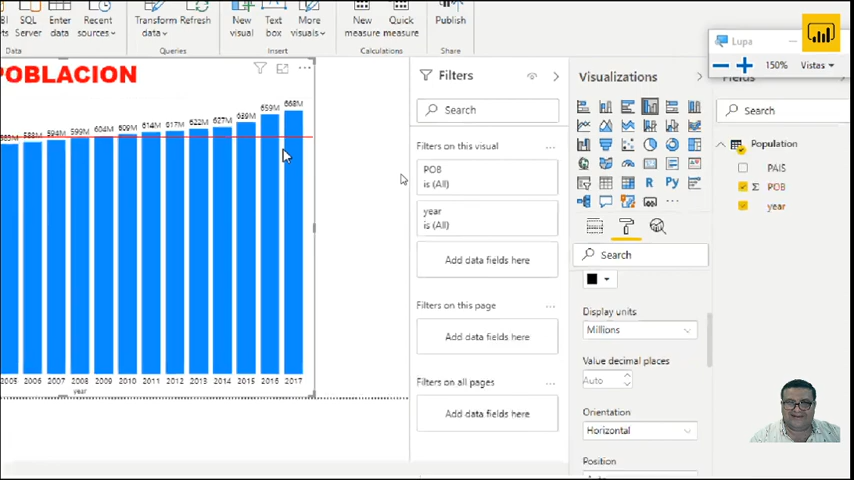 Transform
data
Refresh
Recent
sources
SQL
Server
Enter
data
New
visual
Text
box
More
visuals
New
measure
Quick
measure
Publish
Data
Queries
Insert
Calculations
Share
Lupa
150%
Vistas
POBLACION
588M
594M
599M
604M
609M
614M
617M
622M
627M
639M
659M
668M
2005
2006
2007
2008
2009
2010
2011
2012
2013
2014
2015
2016
2017
year
Filters
Search
Filters on this visual
POB
is (All)
year
is (All)
Add data fields here
Filters on this page
Add data fields here
Filters on all pages
Add data fields here
Visualizations
R
Py
Search
Display units
Millions
Value decimal places
Auto
Orientation
Horizontal
Position
Search
Population
PAIS
POB
year